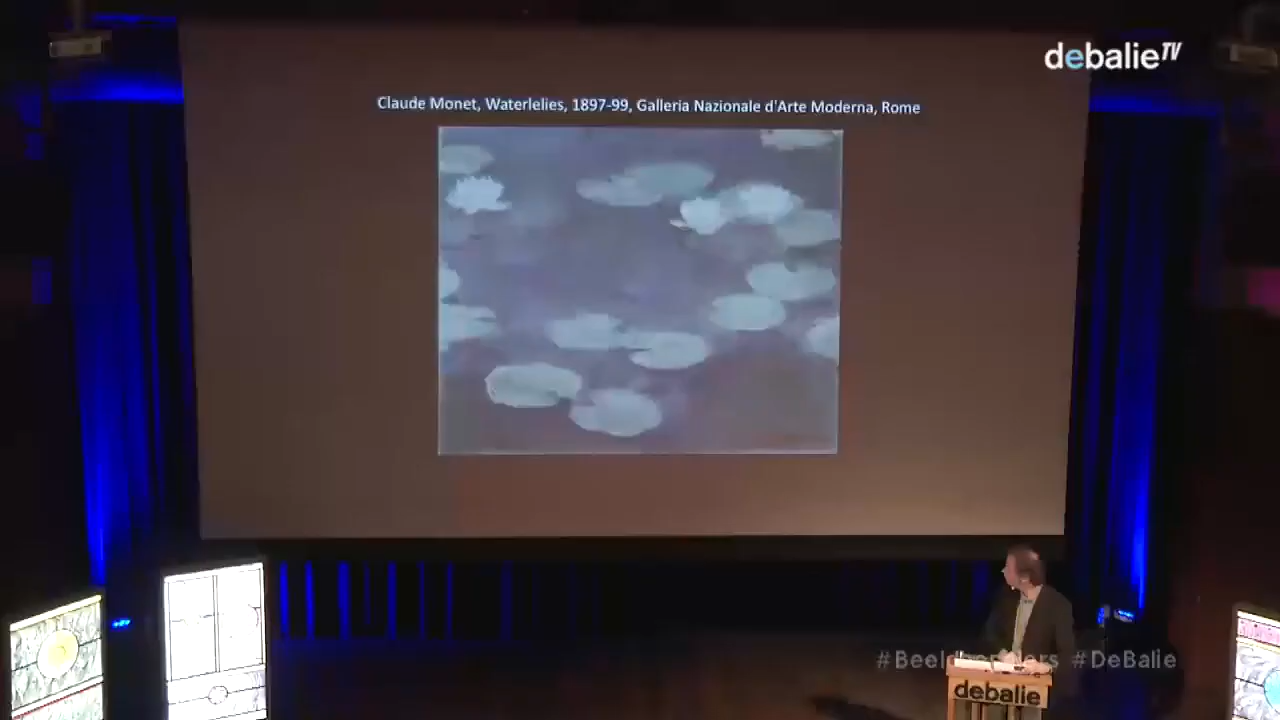 debalieTV
Claude Monet, Waterlelies, 1897-99, Galleria Nazionale d'Arte Moderna, Rome
#DeBalie
debalie